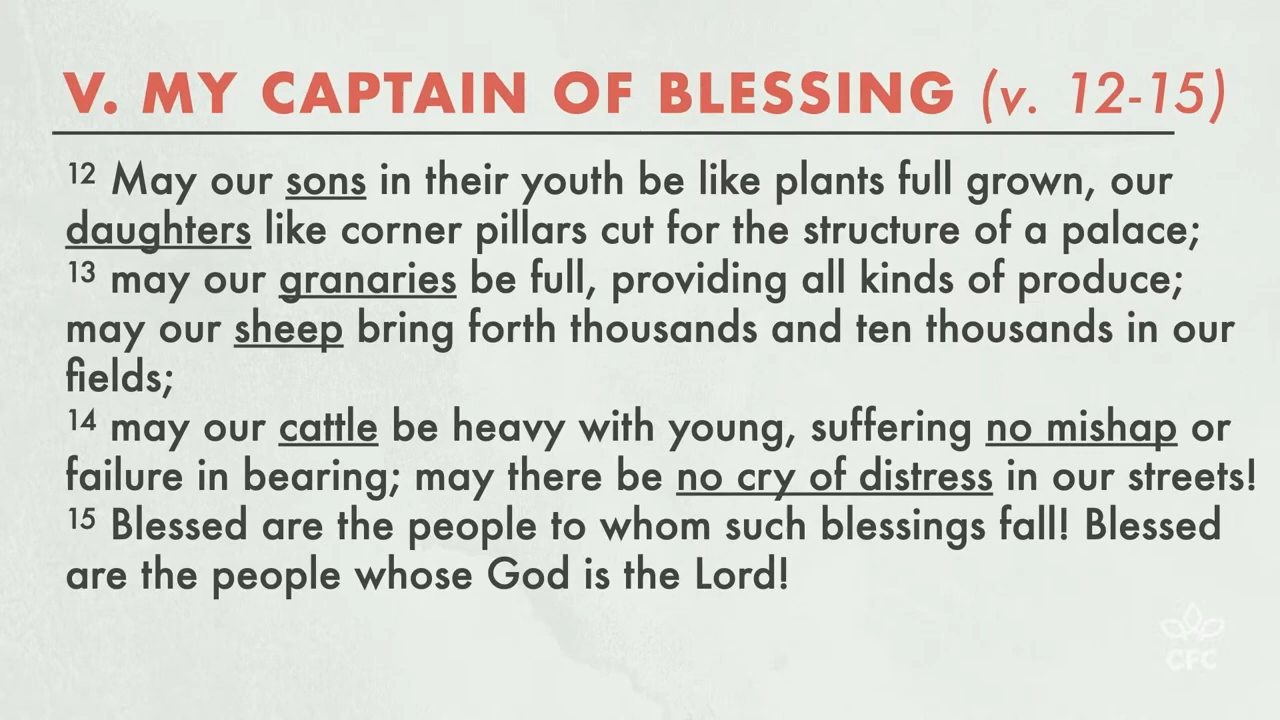 V. MY CAPTAIN OF BLESSING (v. 12-15)
12 May our sons in their youth be like plants full grown, our
daughters like corner pillars cut for the structure of a palace;
13 may our granaries be full, providing all kinds of produce;
may our sheep bring forth thousands and ten thousands in our
fields;
14 may our cattle be heavy with young, suffering no mishap or
failure in bearing; may there be no cry of distress in our streets!
15 Blessed are the people to whom such blessings fall! Blessed
are the people whose God is the Lord!
CFC